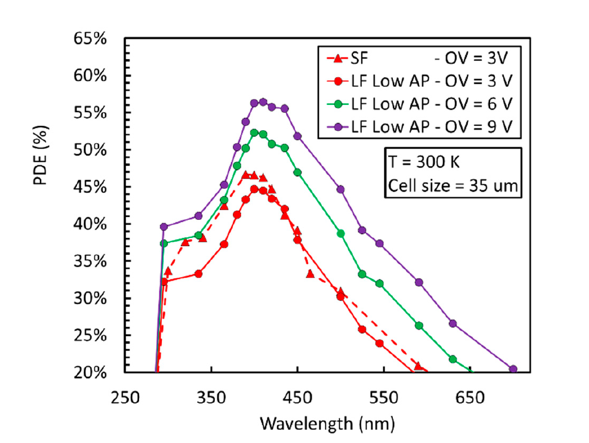 65%
60%
55%
50%
45%
40%
35%
30%
25%
20%
PDE (%)
SF - OV = 3V
LF Low AP - OV = 3 V
LF Low AP - OV = 6 V
LF Low AP - OV = 9 V
T = 300 K
Cell size = 35 um
250 350 450 550 650
Wavelength (nm)